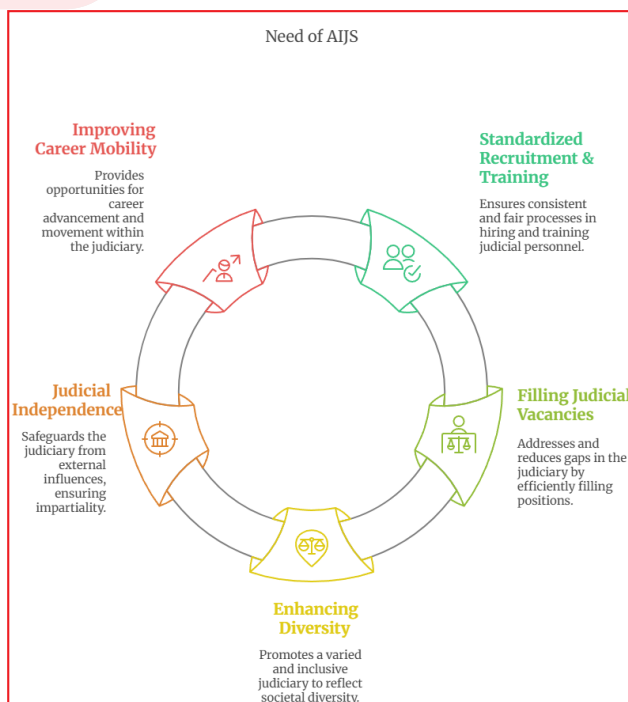 Need of AIJS
Improving
Career Mobility
Provides
opportunities for
career
advancement and
movement within
the judiciary.
Standardized
Recruitment &
Training
Ensures consistent
and fair processes in
hiring and training
judicial personnel.
Judicial
Independence
Safeguards the
judiciary from
external
influences,
ensuring
impartiality.
Filling Judicial
Vacancies
Addresses and
reduces gaps in the
judiciary by
efficiently filling
positions.
Enhancing
Diversity
Promotes a varied
and inclusive
judiciary to reflect
societal diversity.